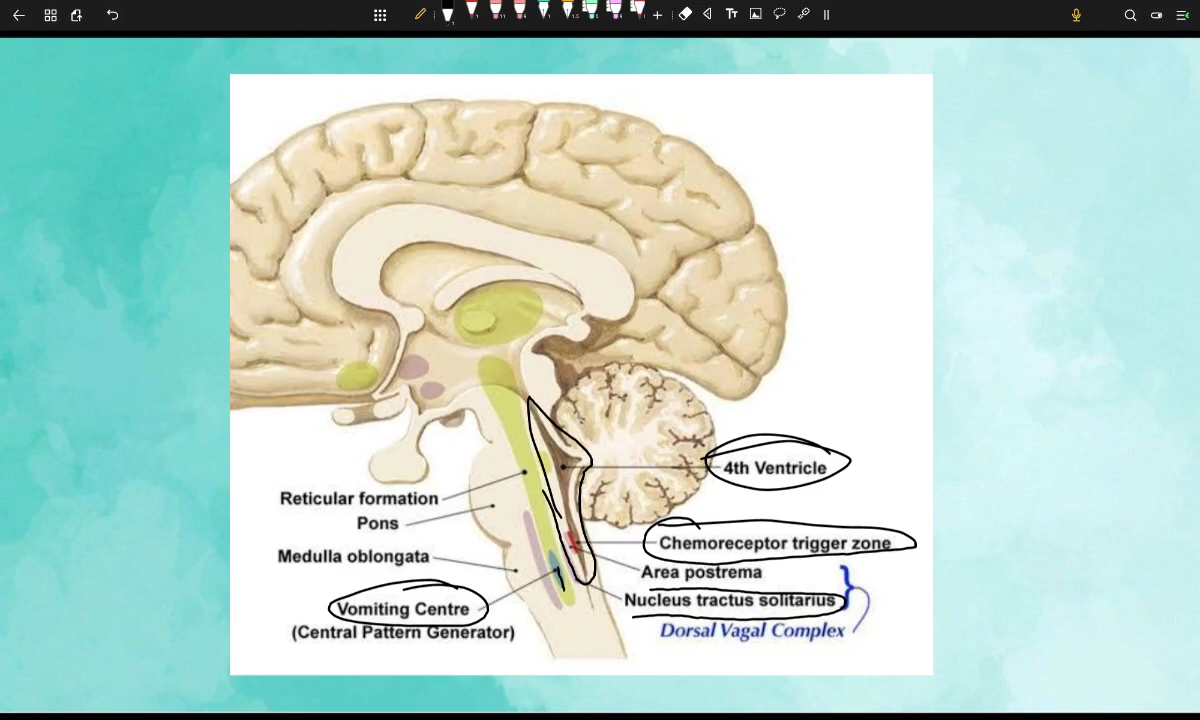 Tт
4th Ventricle
Reticular formation
Pons
Chemoreceptor trigger zone
Medulla oblongata
Area postrema
Nucleus tractus solitarius
Vomiting Centre
(Central Pattern Generator)
Dorsal Vagal Complex